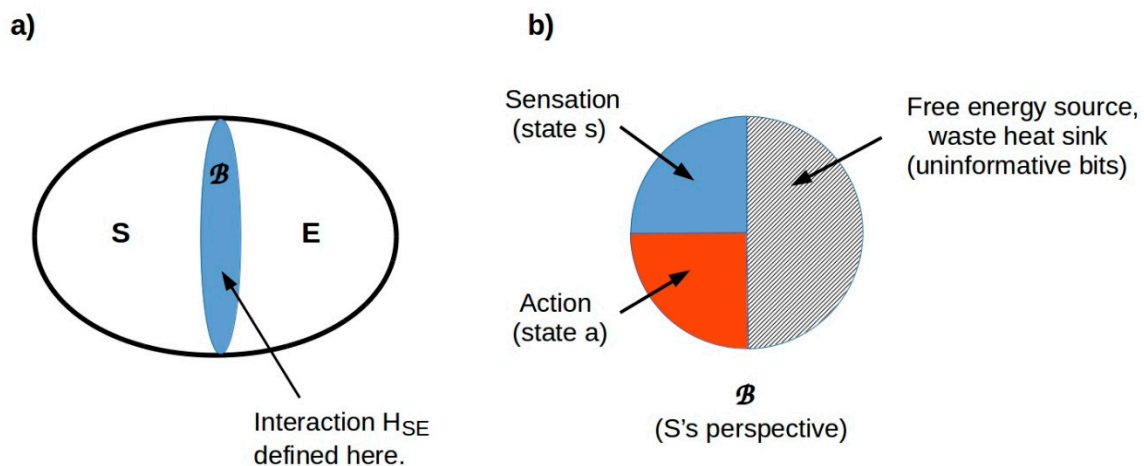 a)
ℬ
S
E
Interaction H_SE
defined here.
b)
Sensation
(state s)
Free energy source,
waste heat sink
(uninformative bits)
Action
(state a)
ℬ
(S's perspective)